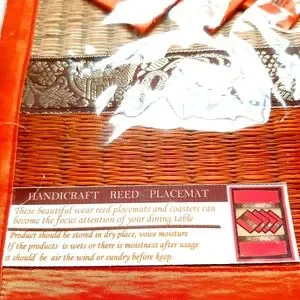 HANDICRAFT REED PLACEMAT
These beautiful wear reed placemats and coasters can
become the focus attention of your dining table
Product should be stored in dry place, voice moisture
If the products is wets or there is moistness after usage
it should be air the wind or sundry before keep.